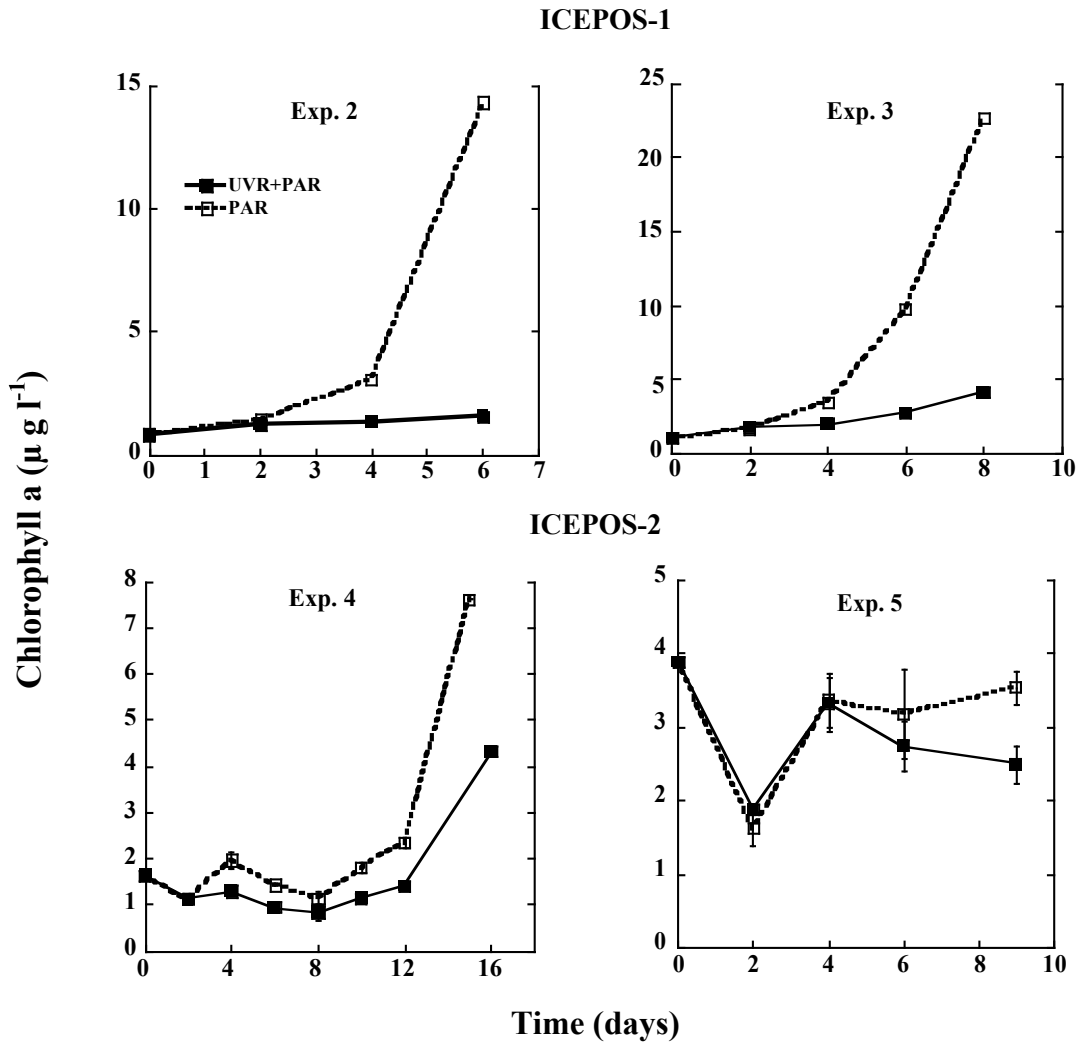 ICEPOS-1
Exp. 2
15
10
5
0
UVR+PAR
PAR
0 1 2 3 4 5 6 7
Exp. 3
25
20
15
10
5
0
0 2 4 6 8 10
ICEPOS-2
Exp. 4
8
7
6
5
4
3
2
1
0
0 4 8 12 16
Exp. 5
5
4
3
2
1
0
0 2 4 6 8 10
Chlorophyll a (µ g l⁻¹)
Time (days)